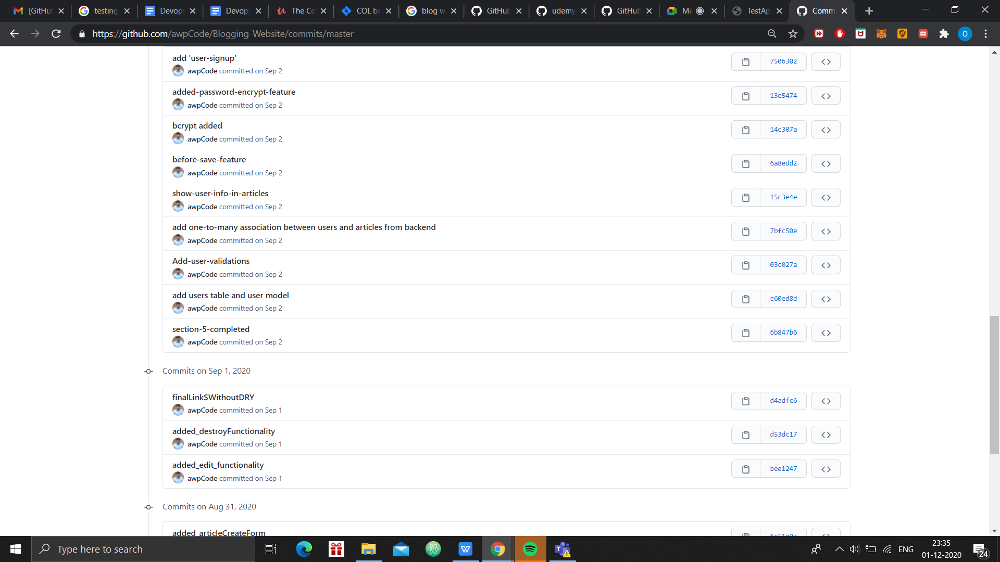 [GitHu
testing
Devops
Devops
The Co
COL bo
blog w
GitHub
udemy
GitHub
Me
TestAp
Comm
https://github.com/awpCode/Blogging-Website/commits/master
O
add 'user-signup'
awpCode committed on Sep 2
7506302
added-password-encrypt-feature
awpCode committed on Sep 2
13e5474
bcrypt added
awpCode committed on Sep 2
14c307a
before-save-feature
awpCode committed on Sep 2
6a8edd2
show-user-info-in-articles
awpCode committed on Sep 2
15c3e4e
add one-to-many association between users and articles from backend
awpCode committed on Sep 2
7bfc50e
Add-user-validations
awpCode committed on Sep 2
03c027a
add users table and user model
awpCode committed on Sep 2
c60ed8d
section-5-completed
awpCode committed on Sep 2
6b847b6
Commits on Sep 1, 2020
finalLinkSWithoutDRY
awpCode committed on Sep 1
d4adfc6
added_destroyFunctionality
awpCode committed on Sep 1
d53dc17
added_edit_functionality
awpCode committed on Sep 1
bee1247
Commits on Aug 31, 2020
added_articleCreateForm
Type here to search
ENG
23:35
01-12-2020
24